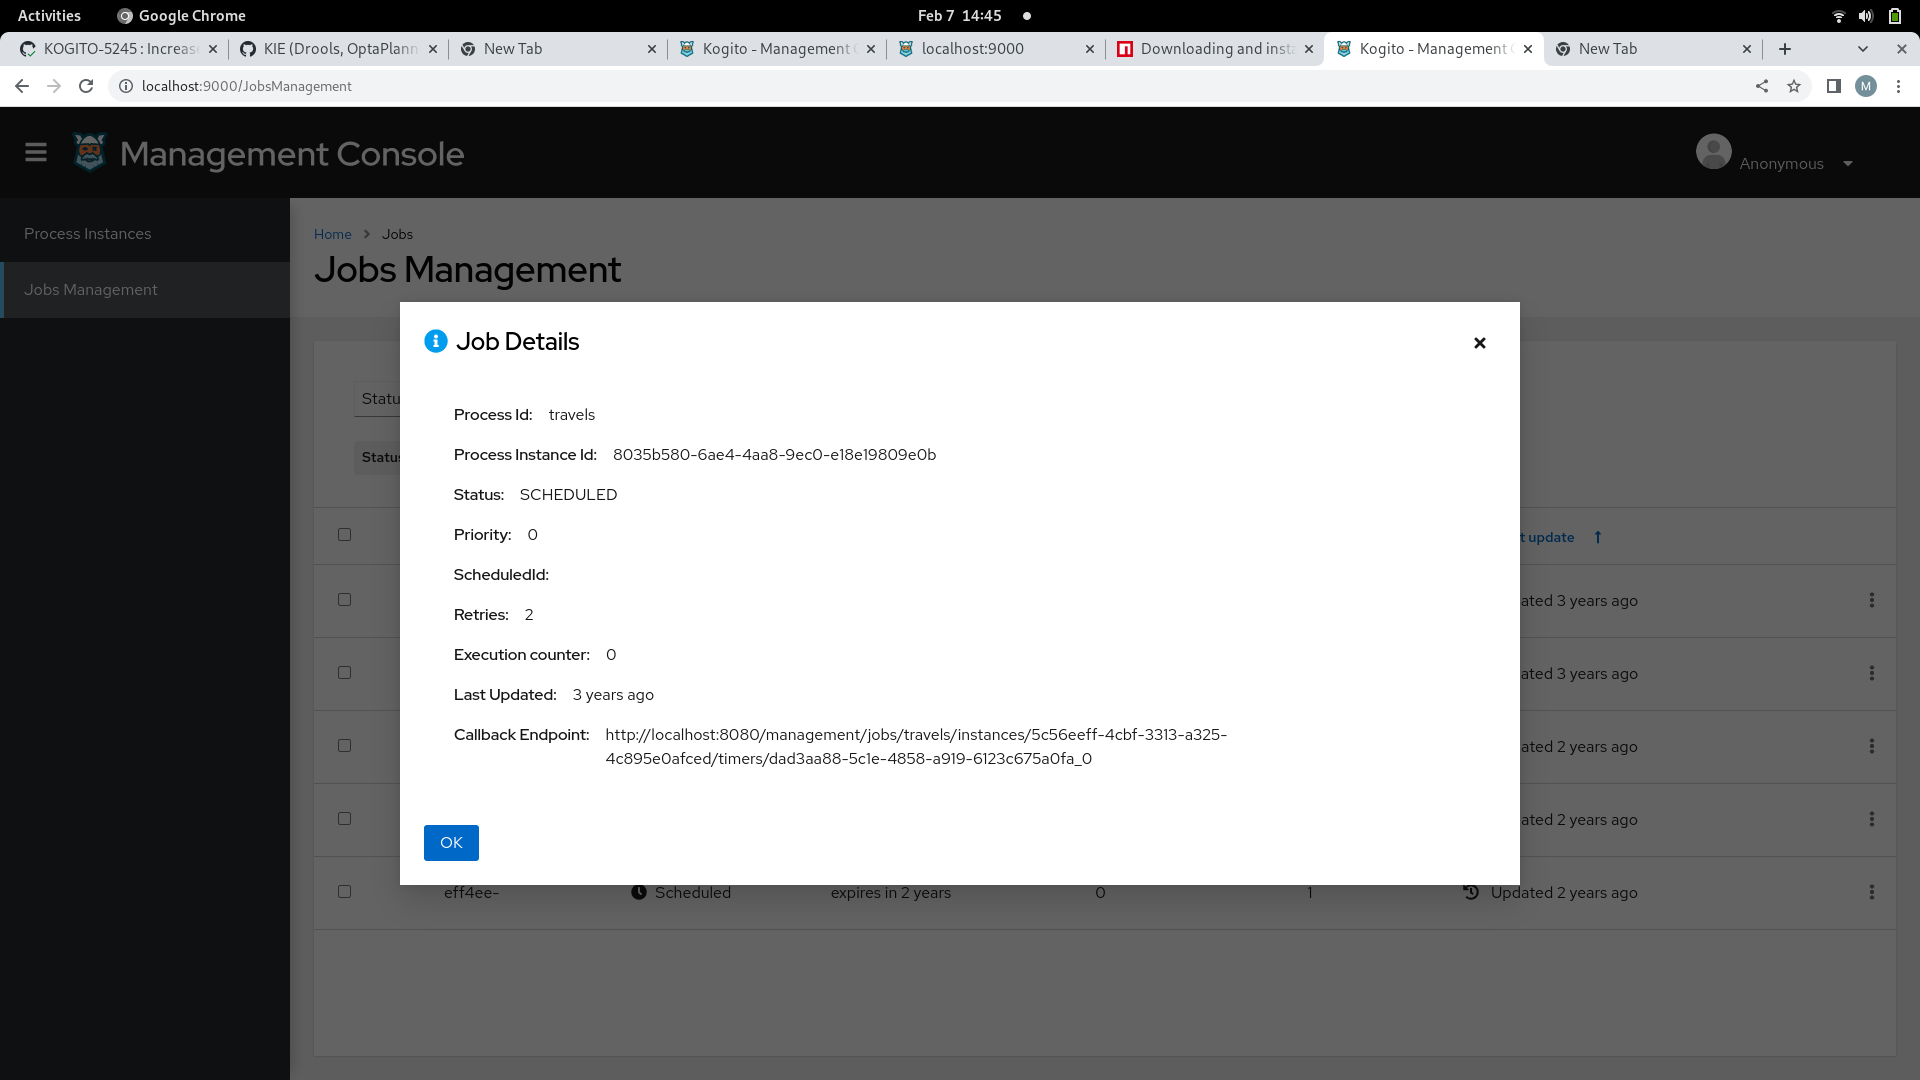 Activities Google Chrome Feb 7 14:45
KOGITO-5245 : Increas KIE (Drools, OptaPlann New Tab Kogito - Management localhost:9000 Downloading and insta Kogito - Management New Tab
localhost:9000/JobsManagement M
Management Console Anonymous
Process Instances
Jobs Management
Home Jobs
Jobs Management
Job Details
Process Id: travels
Process Instance Id: 8035b580-6ae4-4aa8-9ec0-e18e19809e0b
Status: SCHEDULED
Priority: 0
ScheduledId:
Retries: 2
Execution counter: 0
Last Updated: 3 years ago
Callback Endpoint: http://localhost:8080/management/jobs/travels/instances/5c56eeff-4cbf-3313-a325-
4c895e0afced/timers/dad3aa88-5c1e-4858-a919-6123c675a0fa_0
OK
Statu
Status
t update
ated 3 years ago
ated 3 years ago
ated 2 years ago
ated 2 years ago
eff4ee- Scheduled expires in 2 years 0 1 Updated 2 years ago